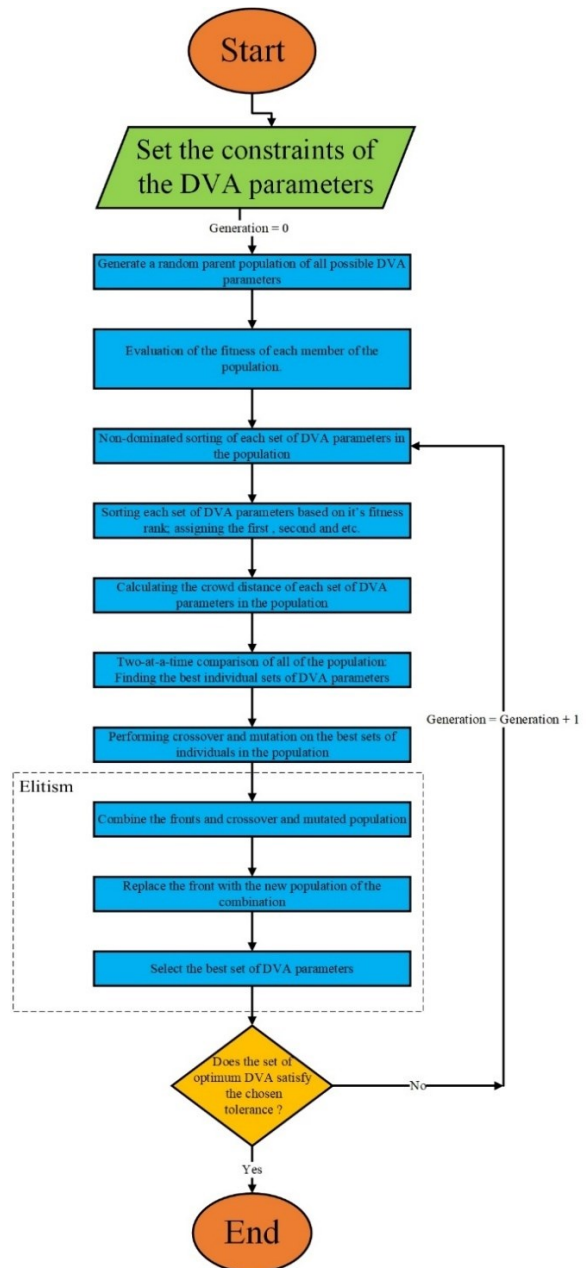 Start
Set the constraints of
the DVA parameters
Generation = 0
Generate a random parent population of all possible DVA
parameters
Evaluation of the fitness of each member of the
population.
Non-dominated sorting of each set of DVA parameters in
the population
Sorting each set of DVA parameters based on it's fitness
rank; assigning the first , second and etc.
Calculating the crowd distance of each set of DVA
parameters in the population
Two-at-a-time comparison of all of the population:
Finding the best individual sets of DVA parameters
Generation = Generation + 1
Performing crossover and mutation on the best sets of
individuals in the population
Elitism
Combine the fronts and crossover and mutated population
Replace the front with the new population of the
combination
Select the best set of DVA parameters
Does the set of
optimum DVA satisfy
the chosen
tolerance ?
No
Yes
End